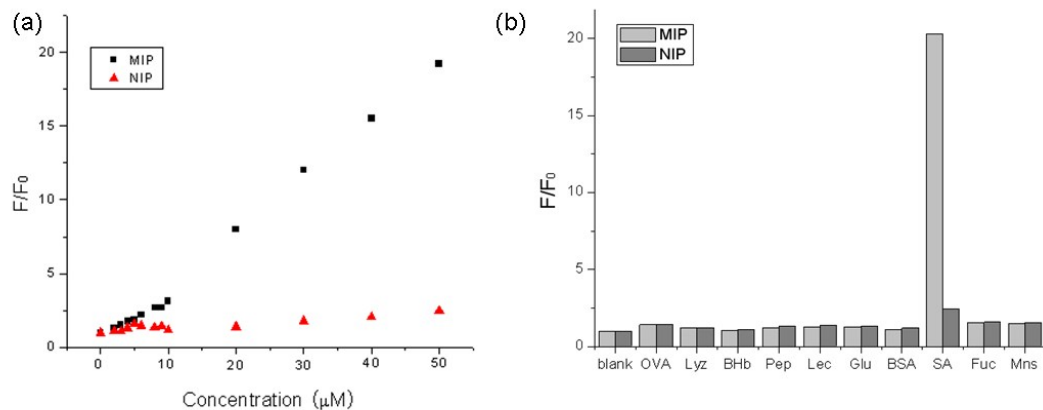 (a)
MIP
NIP
F/F0
20
15
10
5
0
0 10 20 30 40 50
Concentration (μM)
(b)
MIP
NIP
F/F0
20
15
10
5
0
blank OVA Lyz BHb Pep Lec Glu BSA SA Fuc Mns